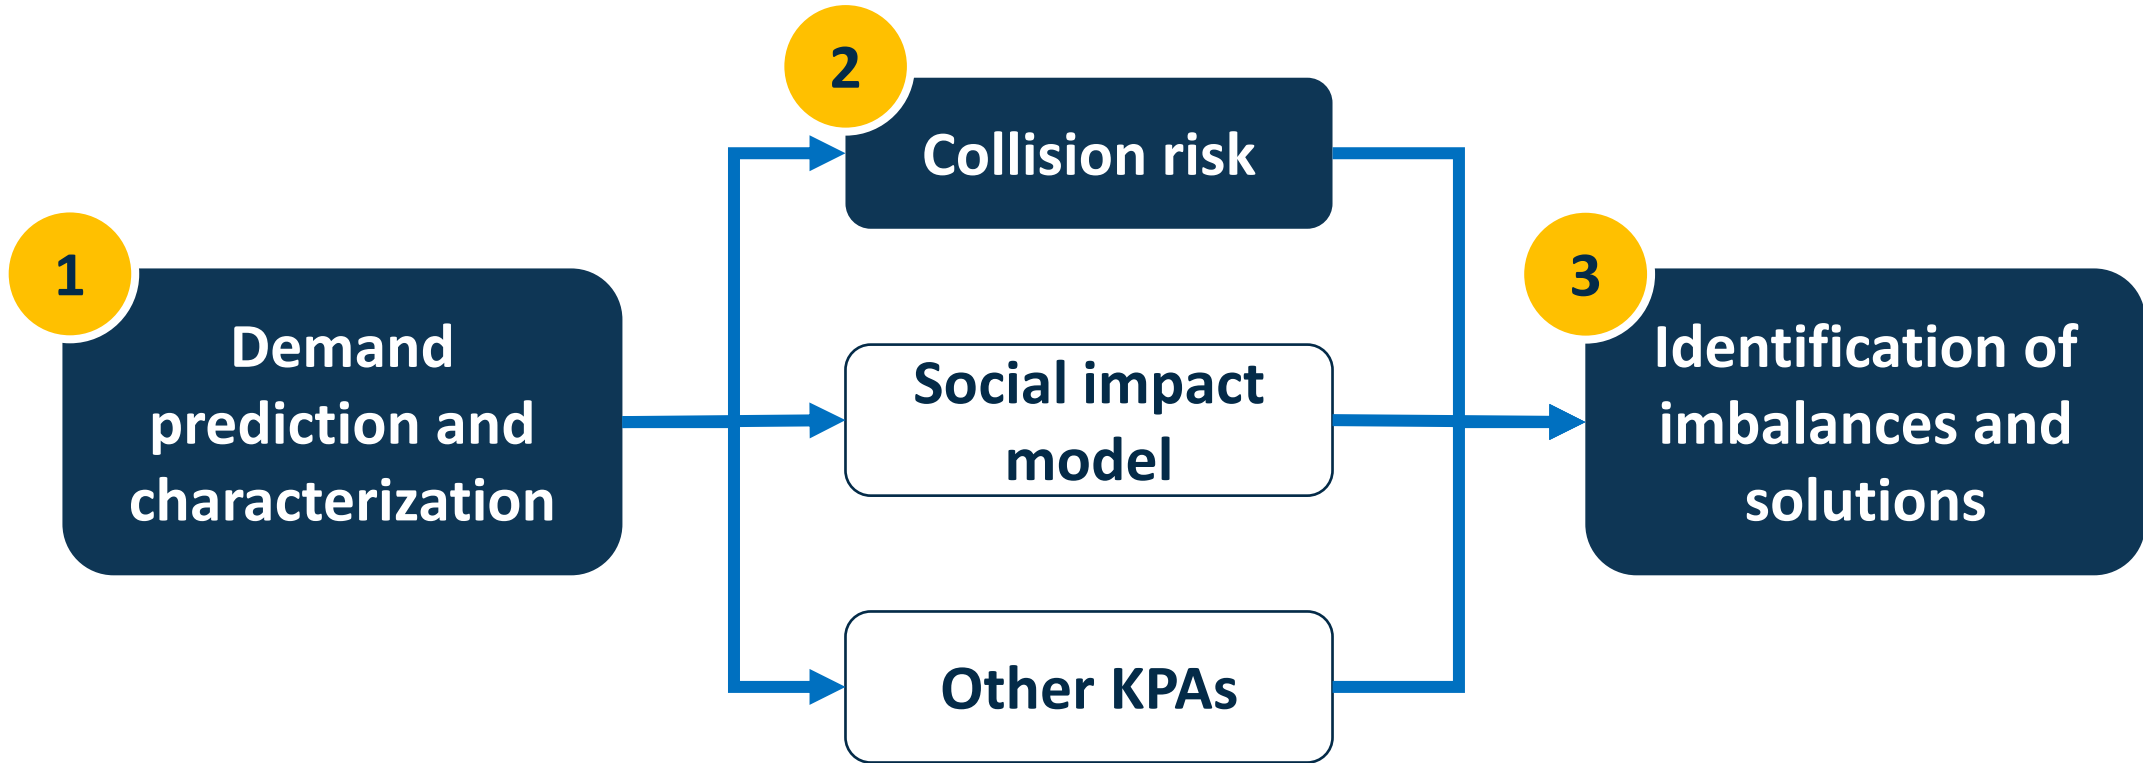 1
Demand
prediction and
characterization
2
Collision risk
Social impact
model
Other KPAs
3
Identification of
imbalances and
solutions